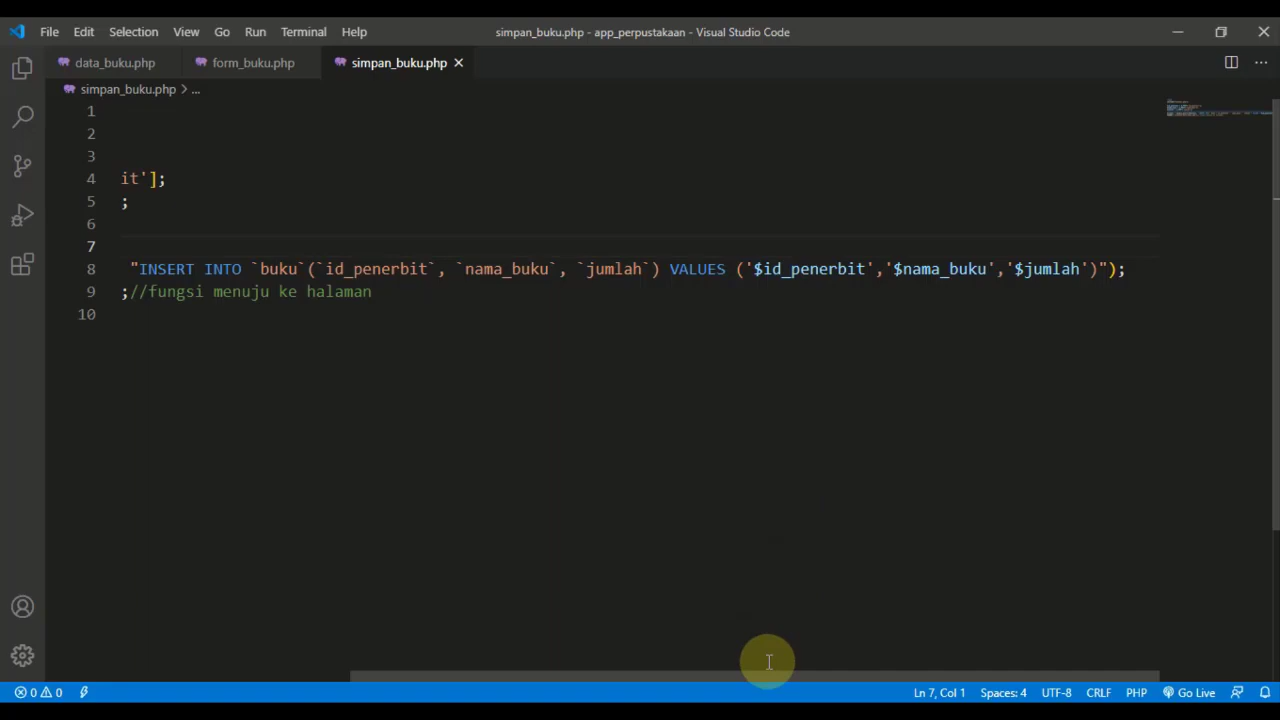 File Edit Selection View Go Run Terminal Help simpan_buku.php - app_perpustakaan - Visual Studio Code
data_buku.php form_buku.php simpan_buku.php
simpan_buku.php > ...
1
2
3
4 it'];
5 ;
6
7
8 "INSERT INTO `buku`(`id_penerbit`, `nama_buku`, `jumlah`) VALUES ('$id_penerbit','$nama_buku','$jumlah')");
9 ;//fungsi menuju ke halaman
10
0 0 Ln 7, Col 1 Spaces: 4 UTF-8 CRLF PHP Go Live